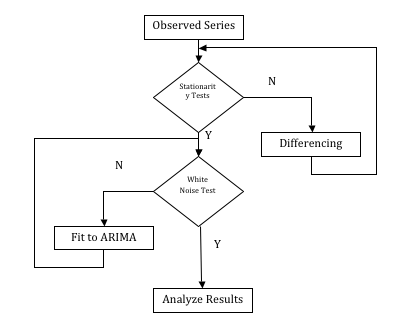 Observed Series
Stationarit
y Tests
N
Y
Differencing
N
White
Noise Test
Fit to ARIMA
Y
Analyze Results